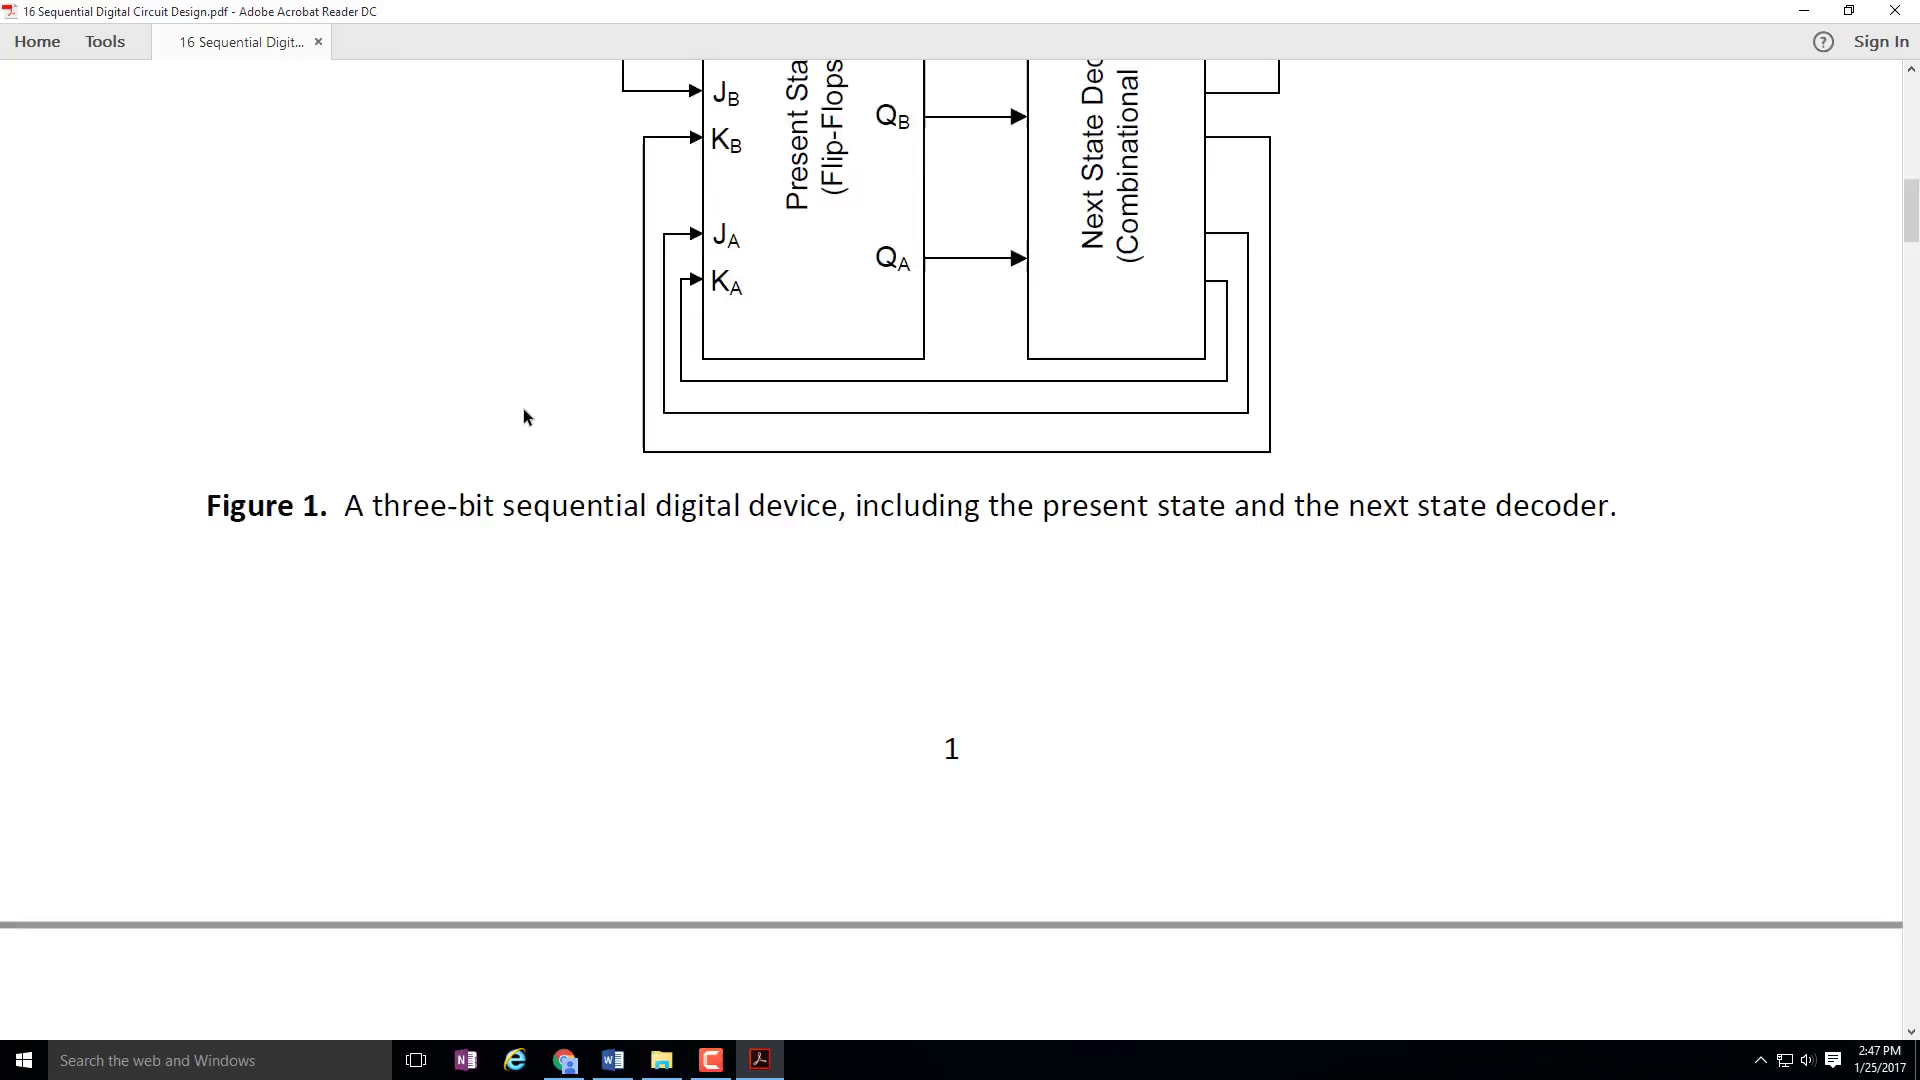 16 Sequential Digital Circuit Design.pdf - Adobe Acrobat Reader DC
Home Tools 16 Sequential Digit... × ? Sign In
JB
KB
JA
KA
Present Sta
(Flip-Flops
QB
QA
Next State Dec
(Combinational
Figure 1. A three-bit sequential digital device, including the present state and the next state decoder.
1
Search the web and Windows
2:47 PM
1/25/2017